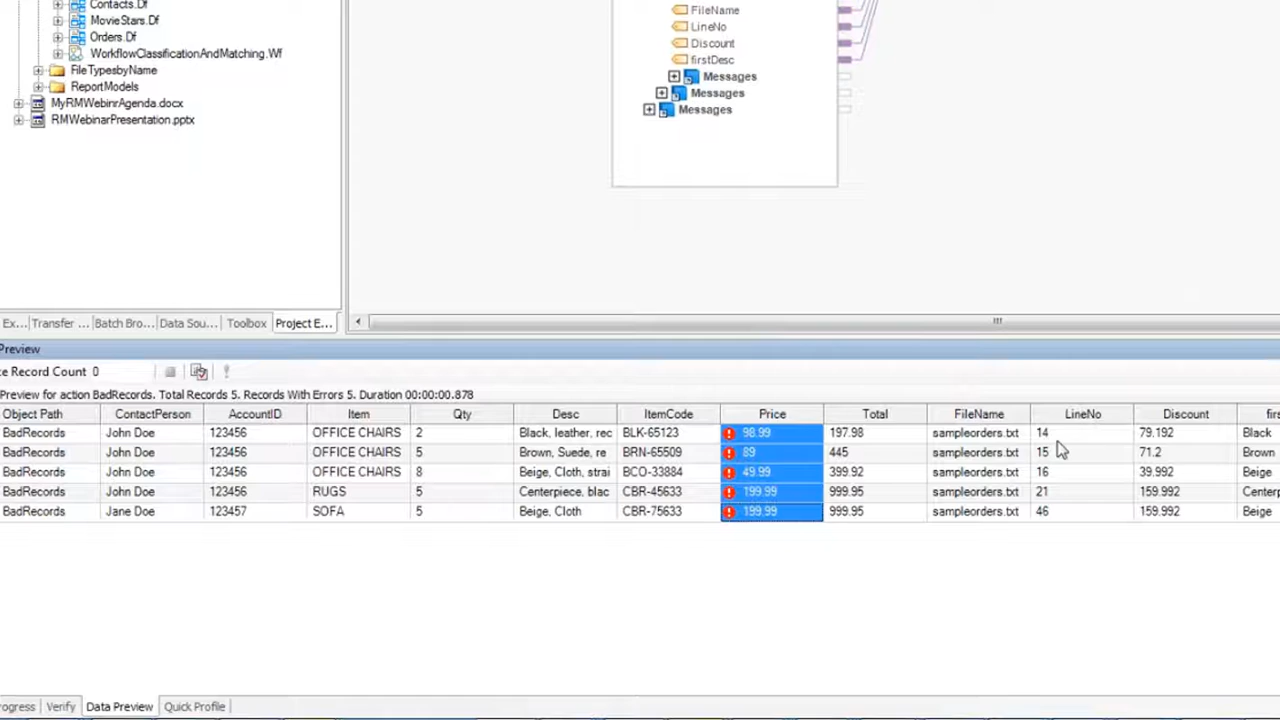 Contacts.Df
MovieStars.Df
Orders.Df
WorkflowClassificationAndMatching.Wf
FileTypesbyName
ReportModels
MyRMWebinrAgenda.docx
RMWebinarPresentation.pptx
FileName
LineNo
Discount
firstDesc
Messages
Messages
Messages
Ex... Transfer ... Batch Bro... Data Sou... Toolbox Project E...
Preview
ce Record Count 0
Preview for action BadRecords. Total Records 5. Records With Errors 5. Duration 00:00:00.878
Object Path ContactPerson AccountID Item Qty Desc ItemCode Price Total FileName LineNo Discount firs
BadRecords John Doe 123456 OFFICE CHAIRS 2 Black, leather, rec BLK-65123 98.99 197.98 sampleorders.txt 14 79.192 Black
BadRecords John Doe 123456 OFFICE CHAIRS 5 Brown, Suede, re BRN-65509 89 445 sampleorders.txt 15 71.2 Brown
BadRecords John Doe 123456 OFFICE CHAIRS 8 Beige, Cloth, strai BCO-33884 49.99 399.92 sampleorders.txt 16 39.992 Beige
BadRecords John Doe 123456 RUGS 5 Centerpiece, blac CBR-45633 199.99 999.95 sampleorders.txt 21 159.992 Centerp
BadRecords Jane Doe 123457 SOFA 5 Beige, Cloth CBR-75633 199.99 999.95 sampleorders.txt 46 159.992 Beige
rogress Verify Data Preview Quick Profile